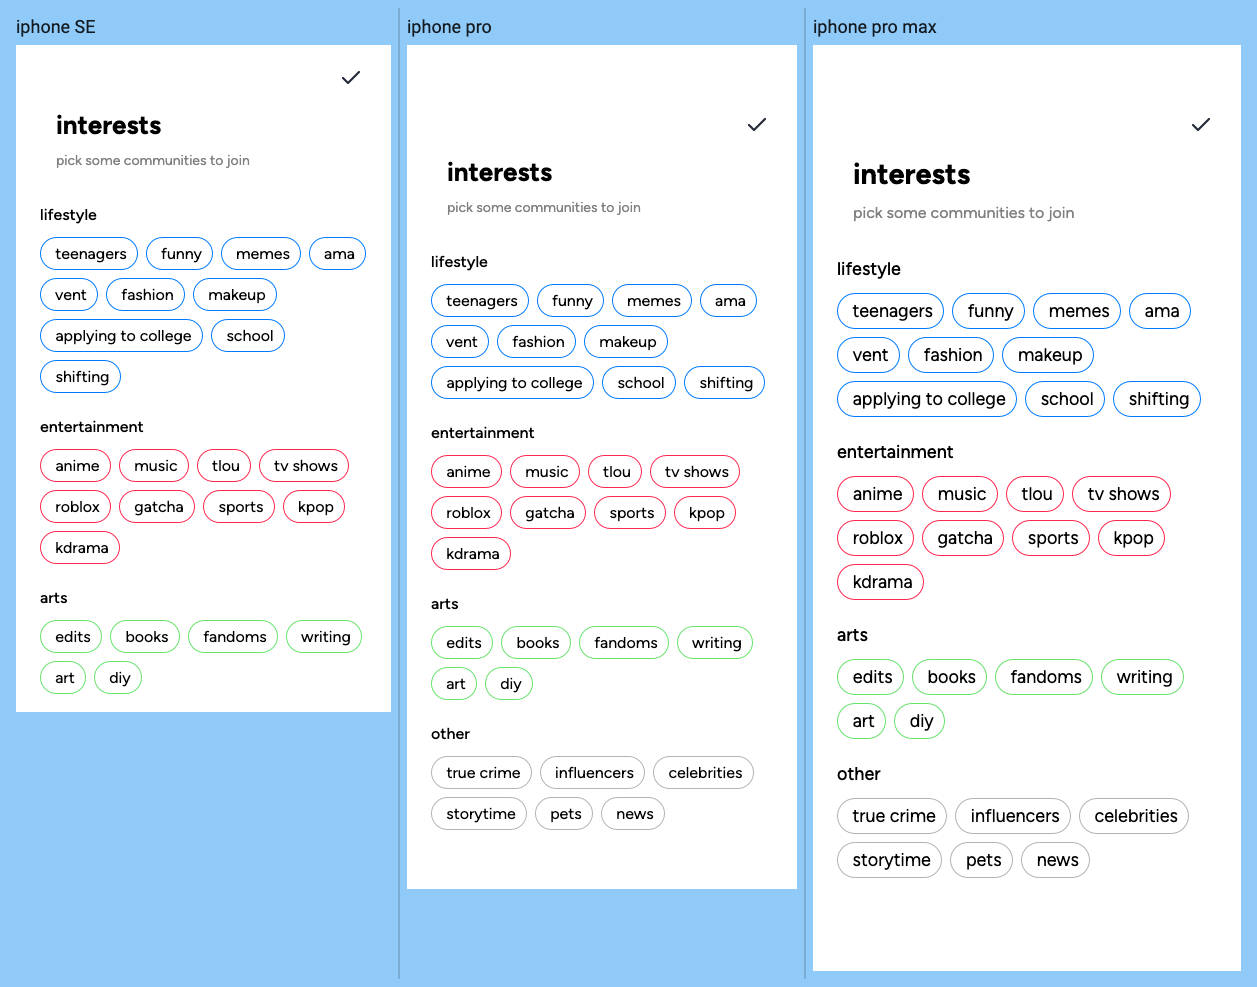 iphone SE
interests
pick some communities to join
lifestyle
teenagers funny memes ama
vent fashion makeup
applying to college school
shifting
entertainment
anime music tlou tv shows
roblox gatcha sports kpop
kdrama
arts
edits books fandoms writing
art diy
iphone pro
interests
pick some communities to join
lifestyle
teenagers funny memes ama
vent fashion makeup
applying to college school shifting
entertainment
anime music tlou tv shows
roblox gatcha sports kpop
kdrama
arts
edits books fandoms writing
art diy
other
true crime influencers celebrities
storytime pets news
iphone pro max
interests
pick some communities to join
lifestyle
teenagers funny memes ama
vent fashion makeup
applying to college school shifting
entertainment
anime music tlou tv shows
roblox gatcha sports kpop
kdrama
arts
edits books fandoms writing
art diy
other
true crime influencers celebrities
storytime pets news